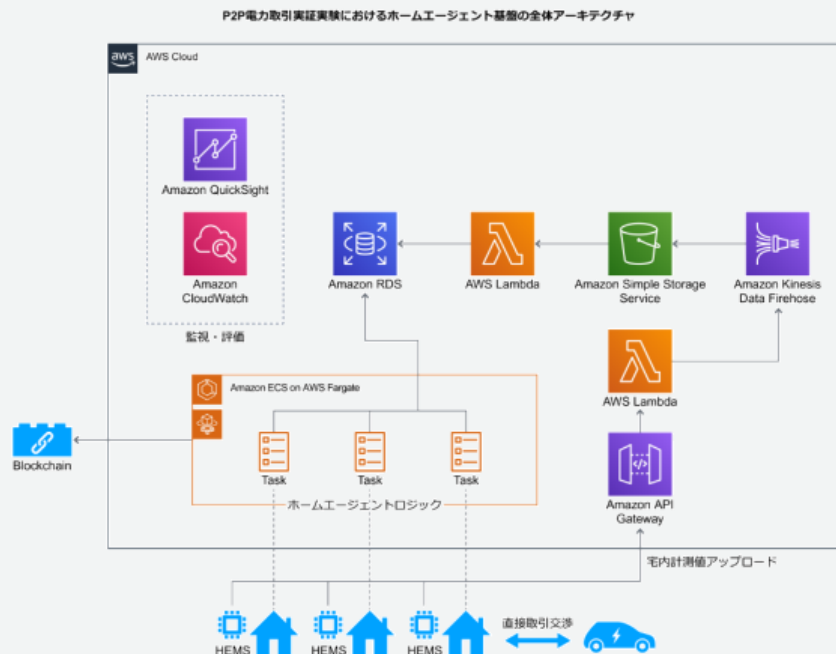 P2P電力取引実証実験におけるホームエージェント基盤の全体アーキテクチャ
aws
AWS Cloud
Amazon QuickSight
Amazon
CloudWatch
監視・評価
Amazon RDS
AWS Lambda
Amazon Simple Storage
Service
Amazon Kinesis
Data Firehose
AWS Lambda
Amazon ECS on AWS Fargate
Task
Task
Task
ホームエージェントロジック
Blockchain
Amazon API
Gateway
宅内計測値アップロード
HEMS
HEMS
HEMS
直接取引交渉